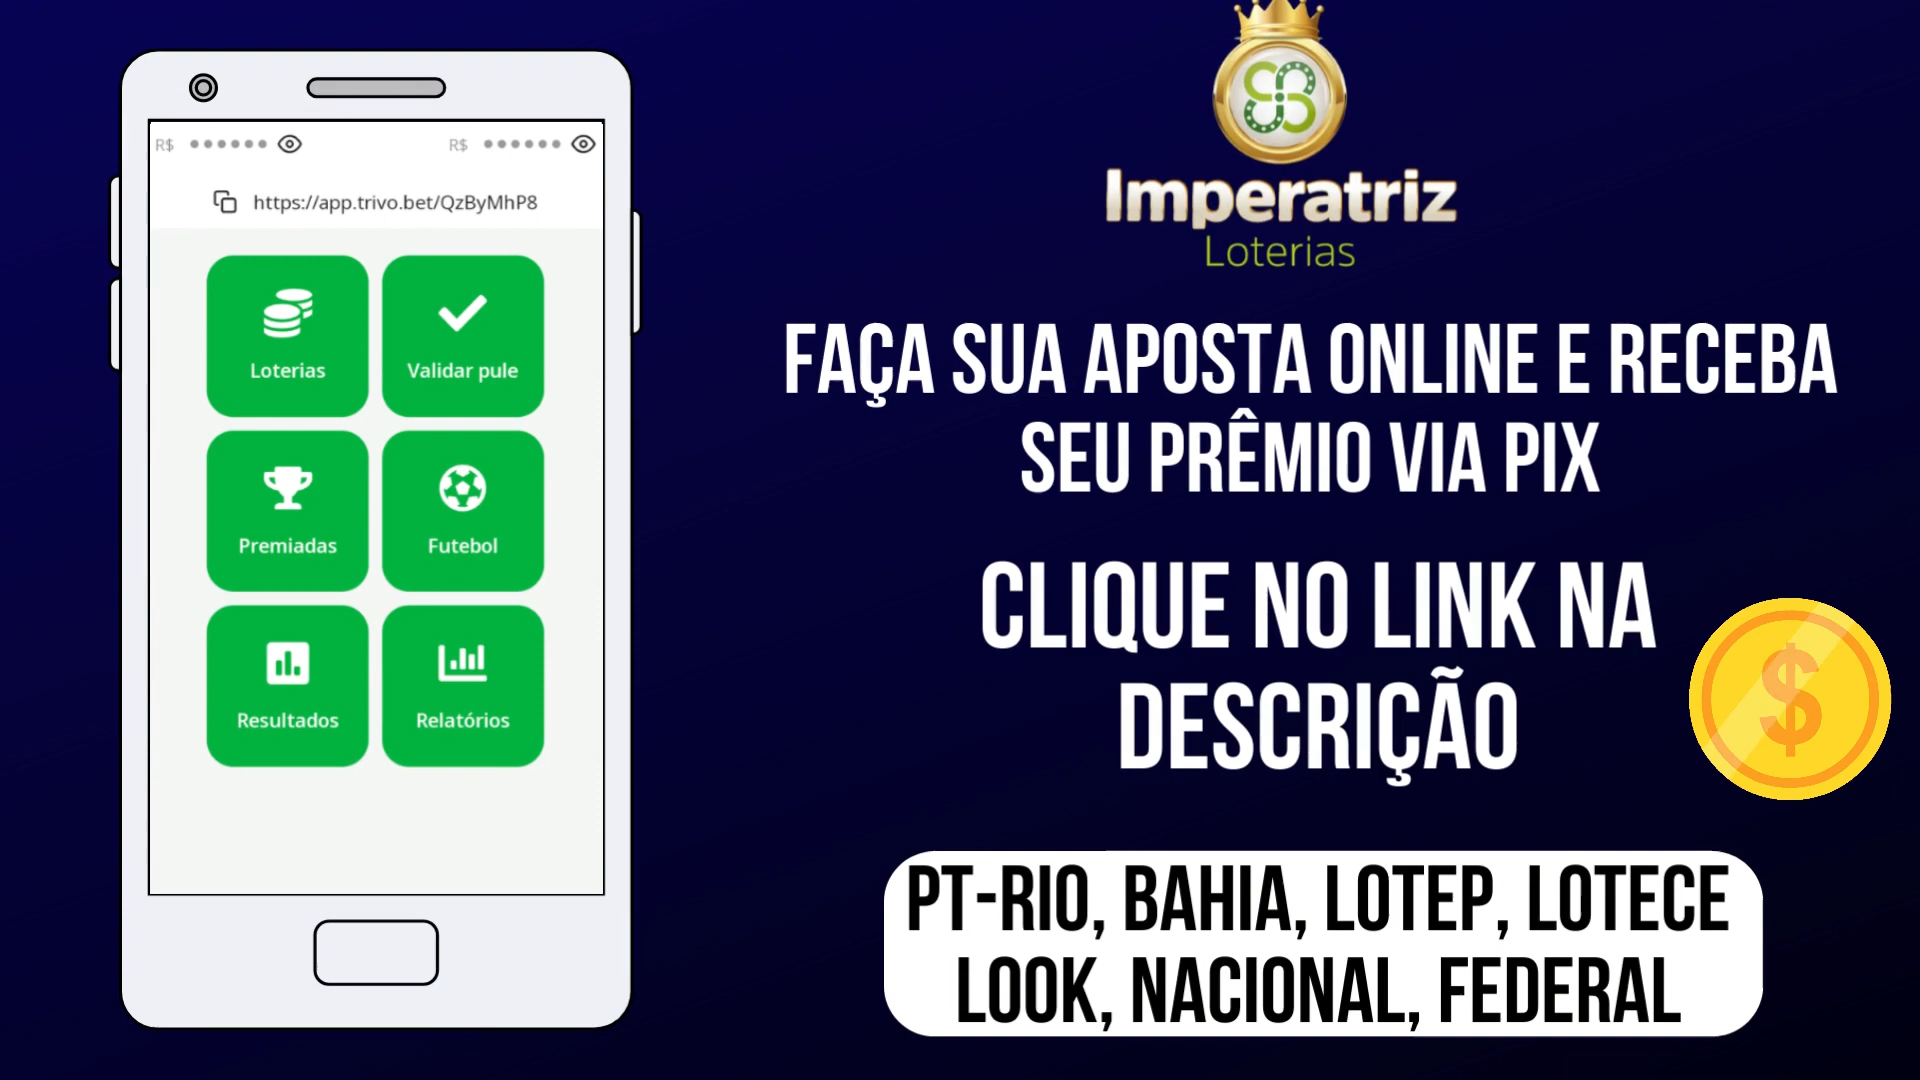 R$ •••••• R$ ••••••
https://app.trivo.bet/QzByMhP8
Loterias
Validar pule
Premiadas
Futebol
Resultados
Relatórios
Imperatriz
Loterias
FAÇA SUA APOSTA ONLINE E RECEBA
SEU PRÊMIO VIA PIX
CLIQUE NO LINK NA
DESCRIÇÃO
$
PT-RIO, BAHIA, LOTEP, LOTECE
LOOK, NACIONAL, FEDERAL